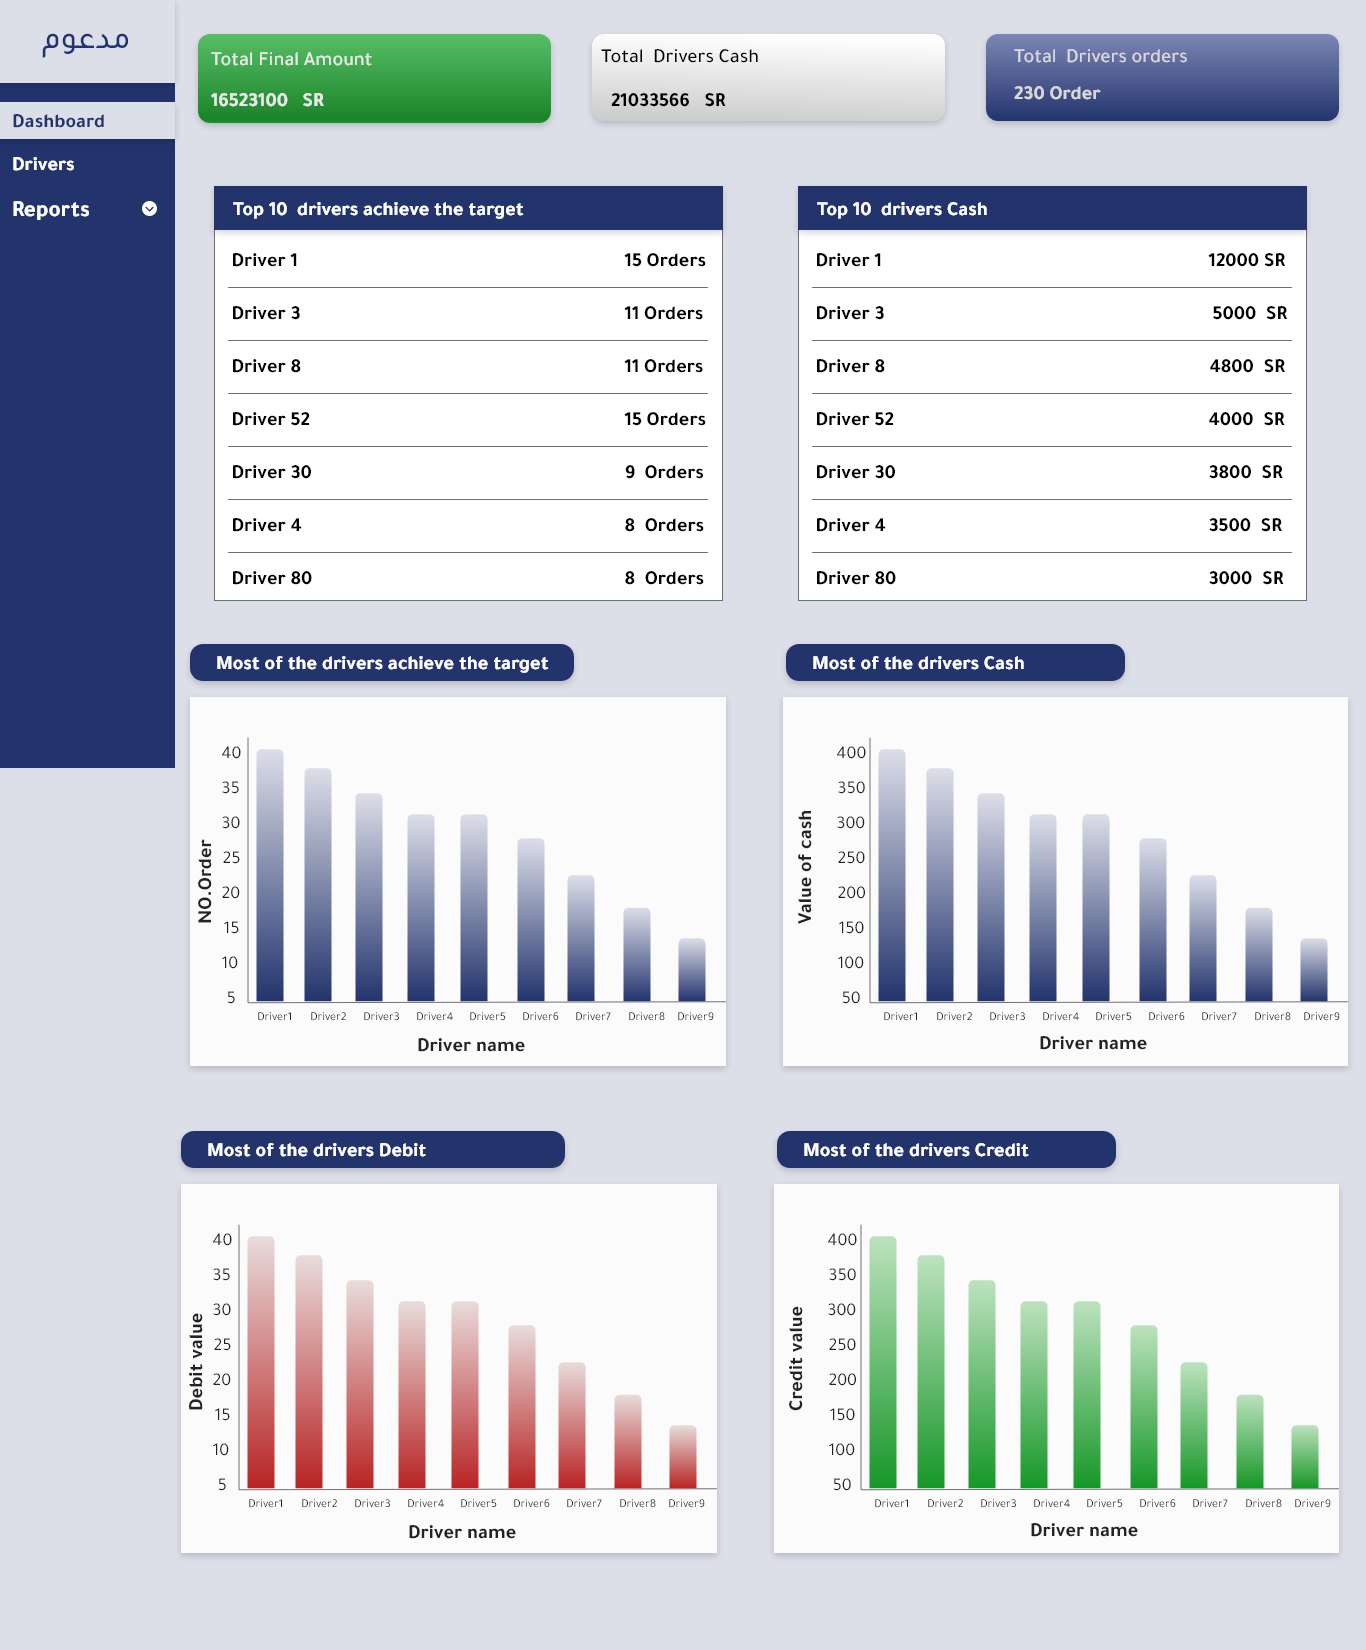 مدعوم
Dashboard
Drivers
Reports
Total Final Amount
16523100 SR
Total Drivers Cash
21033566 SR
Total Drivers orders
230 Order
Top 10 drivers achieve the target
Driver 1 15 Orders
Driver 3 11 Orders
Driver 8 11 Orders
Driver 52 15 Orders
Driver 30 9 Orders
Driver 4 8 Orders
Driver 80 8 Orders
Top 10 drivers Cash
Driver 1 12000 SR
Driver 3 5000 SR
Driver 8 4800 SR
Driver 52 4000 SR
Driver 30 3800 SR
Driver 4 3500 SR
Driver 80 3000 SR
Most of the drivers achieve the target
NO.Order
40
35
30
25
20
15
10
5
Driver1 Driver2 Driver3 Driver4 Driver5 Driver6 Driver7 Driver8 Driver9
Driver name
Most of the drivers Cash
Value of cash
400
350
300
250
200
150
100
50
Driver1 Driver2 Driver3 Driver4 Driver5 Driver6 Driver7 Driver8 Driver9
Driver name
Most of the drivers Debit
Debit value
40
35
30
25
20
15
10
5
Driver1 Driver2 Driver3 Driver4 Driver5 Driver6 Driver7 Driver8 Driver9
Driver name
Most of the drivers Credit
Credit value
400
350
300
250
200
150
100
50
Driver1 Driver2 Driver3 Driver4 Driver5 Driver6 Driver7 Driver8 Driver9
Driver name